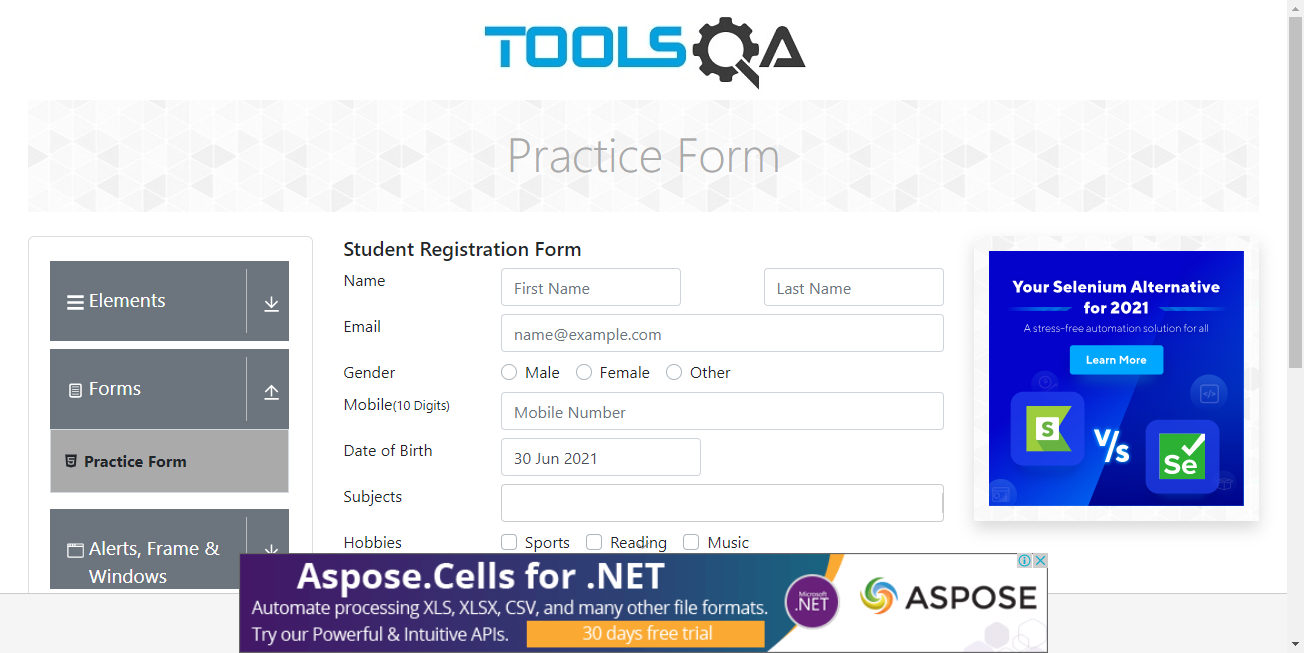 TOOLSQA
Practice Form
Elements
Forms
Practice Form
Alerts, Frame &
Windows
Student Registration Form
Name
First Name
Last Name
Email
name@example.com
Gender
Male
Female
Other
Mobile(10 Digits)
Mobile Number
Date of Birth
30 Jun 2021
Subjects
Hobbies
Sports
Reading
Music
Your Selenium Alternative
for 2021
A stress-free automation solution for all
Learn More
S
V/s
Se
Aspose.Cells for .NET
Automate processing XLS, XLSX, CSV, and many other file formats.
Try our Powerful & Intuitive APIs.
30 days free trial
Microsoft
.NET
ASPOSE